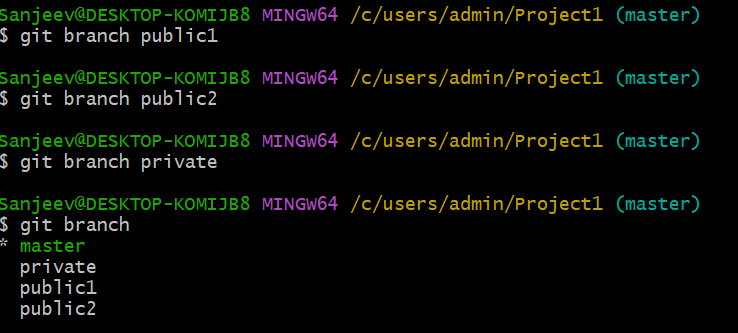 Sanjeev@DESKTOP-KOMIJB8 MINGW64 /c/users/admin/Project1 (master)
$ git branch public1
Sanjeev@DESKTOP-KOMIJB8 MINGW64 /c/users/admin/Project1 (master)
$ git branch public2
Sanjeev@DESKTOP-KOMIJB8 MINGW64 /c/users/admin/Project1 (master)
$ git branch private
Sanjeev@DESKTOP-KOMIJB8 MINGW64 /c/users/admin/Project1 (master)
$ git branch
* master
private
public1
public2